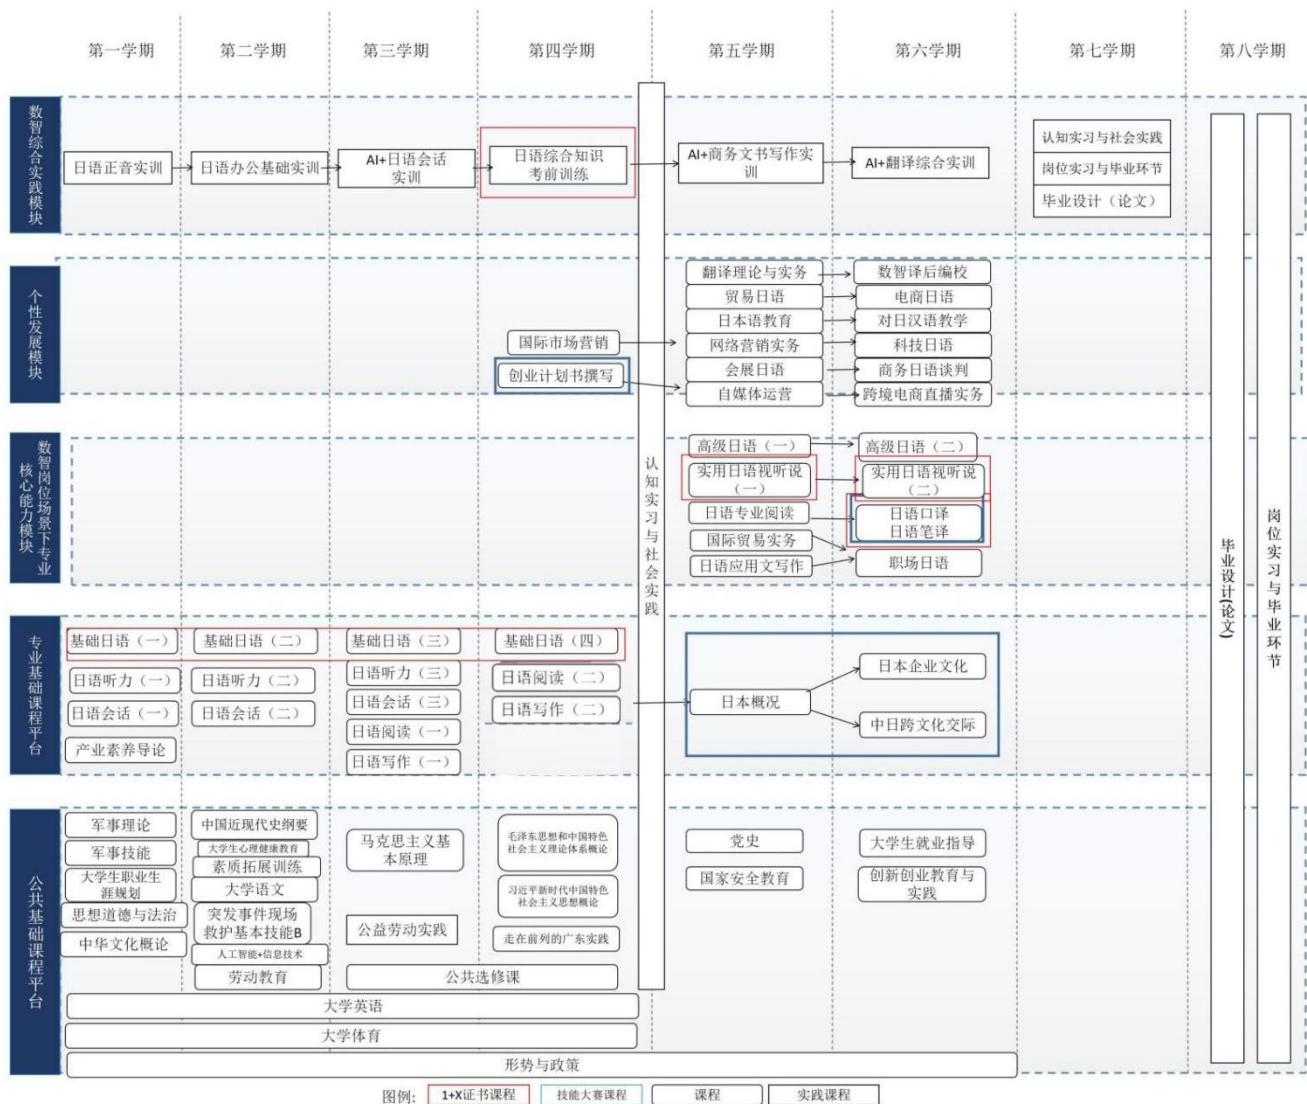 第一学期 第二学期 第三学期 第四学期 第五学期 第六学期 第七学期 第八学期
数智综合实践模块
日语正音实训
日语办公基础实训
AI+日语会话
实训
日语综合知识
考前训练
AI+商务文书写作实
训
AI+翻译综合实训
认知实习与社会实践
岗位实习与毕业环节
毕业设计（论文）
个性发展模块
国际市场营销
创业计划书撰写
翻译理论与实务
贸易日语
日本语教育
网络营销实务
会展日语
自媒体运营
数智译后编校
电商日语
对日汉语教学
科技日语
商务日语谈判
跨境电商直播实务
数智岗位场景下专业
核心能力模块
高级日语（一）
实用日语视听说
（一）
日语专业阅读
国际贸易实务
日语应用文写作
高级日语（二）
实用日语视听说
（二）
日语口译
日语笔译
职场日语
认知实习与社会实践
毕业设计(论文)
岗位实习与毕业环节
专业基础课程平台
基础日语（一）
日语听力（一）
日语会话（一）
产业素养导论
基础日语（二）
日语听力（二）
日语会话（二）
基础日语（三）
日语听力（三）
日语会话（三）
日语阅读（一）
日语写作（一）
基础日语（四）
日语阅读（二）
日语写作（二）
日本概况
日本企业文化
中日跨文化交际
公共基础课程平台
军事理论
军事技能
大学生职业生
涯规划
思想道德与法治
中华文化概论
中国近现代史纲要
大学生心理健康教育
素质拓展训练
大学语文
突发事件现场
救护基本技能B
人工智能+信息技术
劳动教育
马克思主义基
本原理
公益劳动实践
毛泽东思想和中国特色
社会主义理论体系概论
习近平新时代中国特色
社会主义思想概论
走在前列的广东实践
公共选修课
党史
国家安全教育
大学生就业指导
创新创业教育与
实践
大学英语
大学体育
形势与政策
图例: 1+X证书课程 技能大赛课程 课程 实践课程